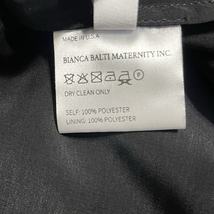 MADE IN U.S.A
BIANCA BALTI MATERNITY INC.
DRY CLEAN ONLY
SELF: 100% POLYESTER
LINING: 100% POLYESTER